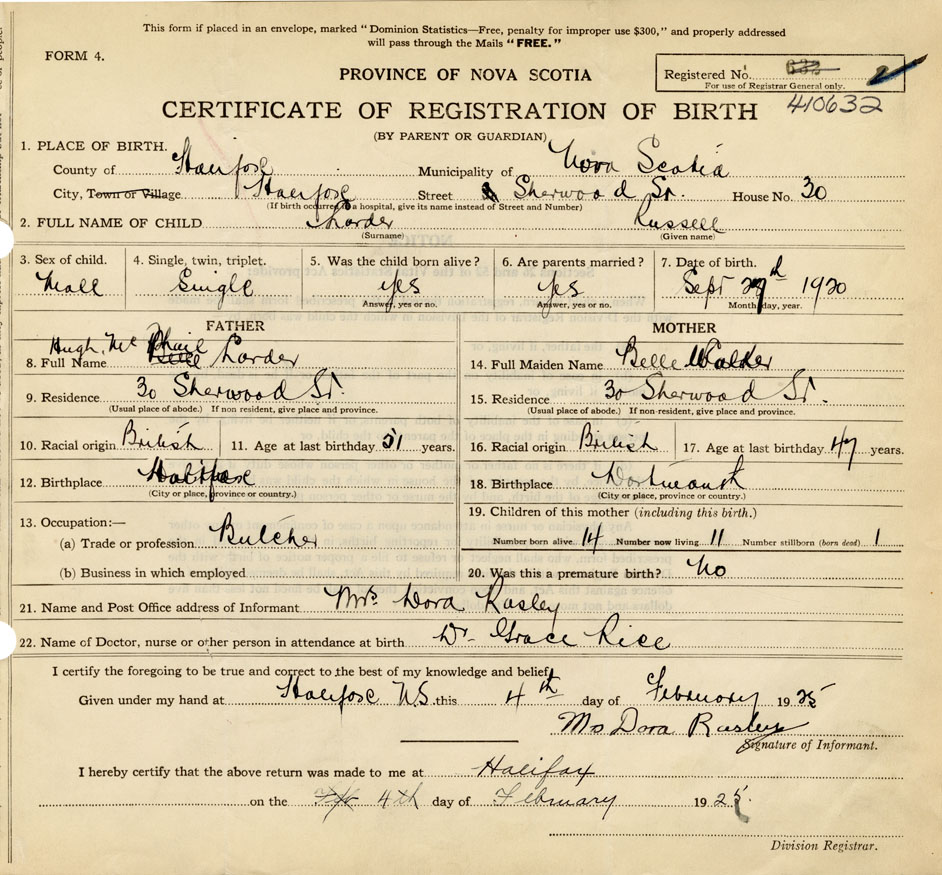 This form if placed in an envelope, marked “ Dominion Statistics—Free, penalty for improper use $300,” and properly addressed
will pass through the Mails “ FREE.”
FORM 4.
PROVINCE OF NOVA SCOTIA
Registered No. 2
For use of Registrar General only.
410632
CERTIFICATE OF REGISTRATION OF BIRTH
(BY PARENT OR GUARDIAN)
1. PLACE OF BIRTH.
County of Halifax Municipality of Nova Scotia
City, Town or Village Halifax Street Sherwood St. House No. 30
(If birth occurred in a hospital, give its name instead of Street and Number)
2. FULL NAME OF CHILD Larder Russell
(Surname) (Given name)
3. Sex of child. 4. Single, twin, triplet. 5. Was the child born alive? 6. Are parents married? 7. Date of birth.
Male Single yes yes Sept 29th 1920
Answer, yes or no. Answer, yes or no. Month, day, year.
FATHER MOTHER
Hugh Mc Phail
8. Full Name Larder 14. Full Maiden Name Belle Walker
9. Residence 30 Sherwood St. 15. Residence 30 Sherwood St.
(Usual place of abode.) If non resident, give place and province. (Usual place of abode.) If non-resident, give place and province.
10. Racial origin British 11. Age at last birthday 51 years. 16. Racial origin British 17. Age at last birthday 47 years.
12. Birthplace Halifax 18. Birthplace Dartmouth
(City or place, province or country.) (City or place, province or country.)
13. Occupation:— 19. Children of this mother (including this birth.)
(a) Trade or profession Butcher Number born alive 14 Number now living 11 Number stillborn (born dead) 1
(b) Business in which employed 20. Was this a premature birth? No
21. Name and Post Office address of Informant Mrs Dora Rasley
22. Name of Doctor, nurse or other person in attendance at birth Dr Grace Rice
I certify the foregoing to be true and correct to the best of my knowledge and belief.
Given under my hand at Halifax N.S. this 4th day of February 1925
Mrs Dora Rasley
Signature of Informant.
I hereby certify that the above return was made to me at Halifax
on the 4th day of February 1925.
Division Registrar.